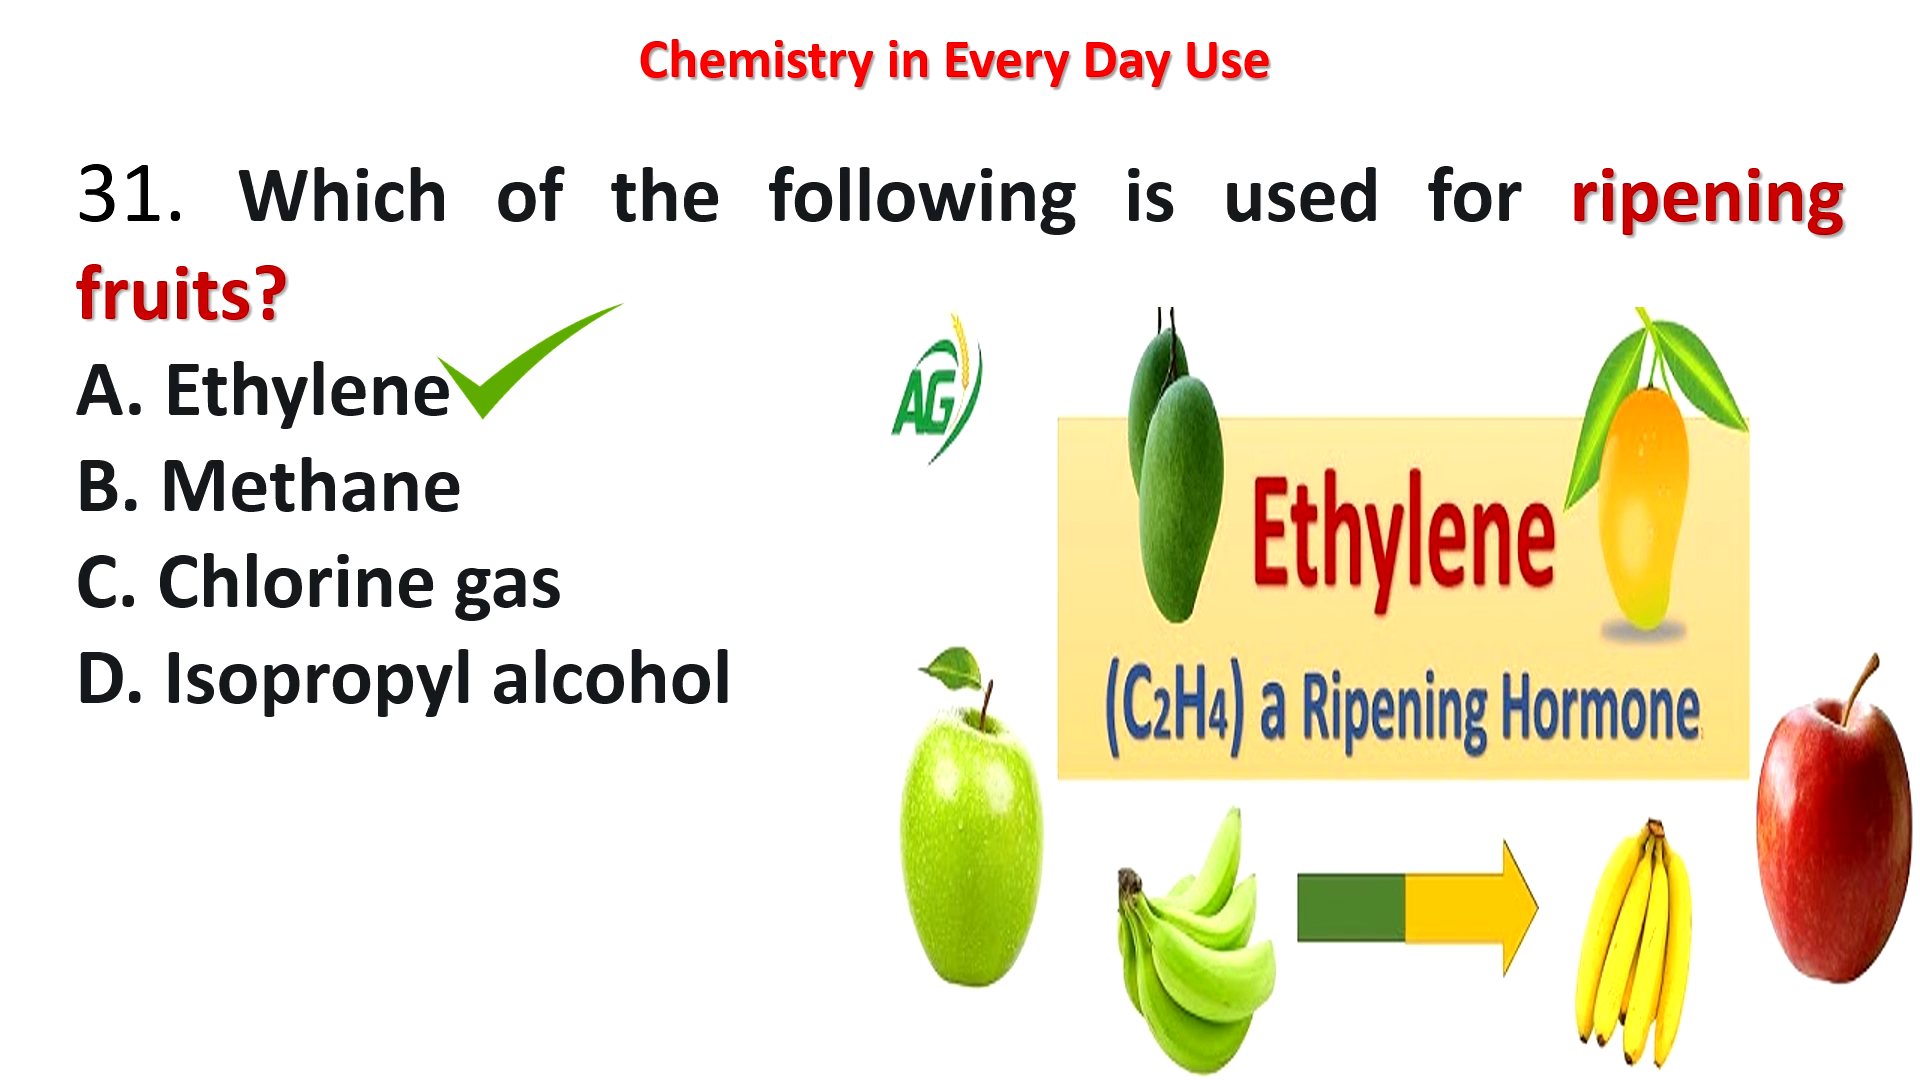 Chemistry in Every Day Use
31. Which of the following is used for ripening
fruits?
A. Ethylene
B. Methane
C. Chlorine gas
D. Isopropyl alcohol
AG
Ethylene
(C2H4) a Ripening Hormone